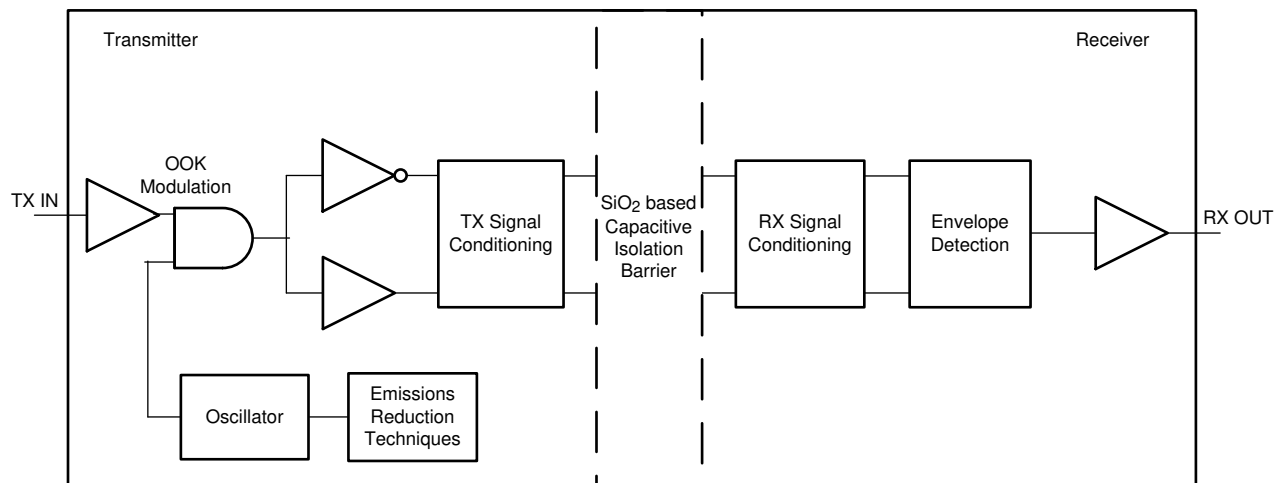 Transmitter
Receiver
OOK
Modulation
TX IN
TX Signal
Conditioning
SiO2 based
Capacitive
Isolation
Barrier
RX Signal
Conditioning
Envelope
Detection
RX OUT
Oscillator
Emissions
Reduction
Techniques